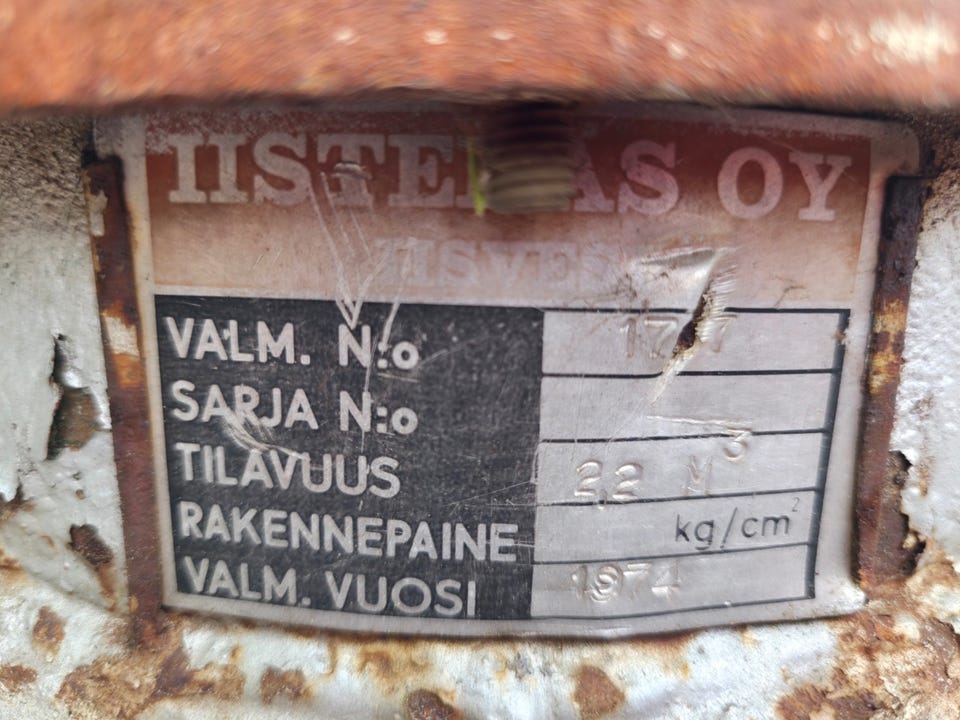 OY
VALM. N:o
SARJA N:o
TILAVUUS 2,2 M³
RAKENNEPAINE kg/cm²
VALM. VUOSI 1974